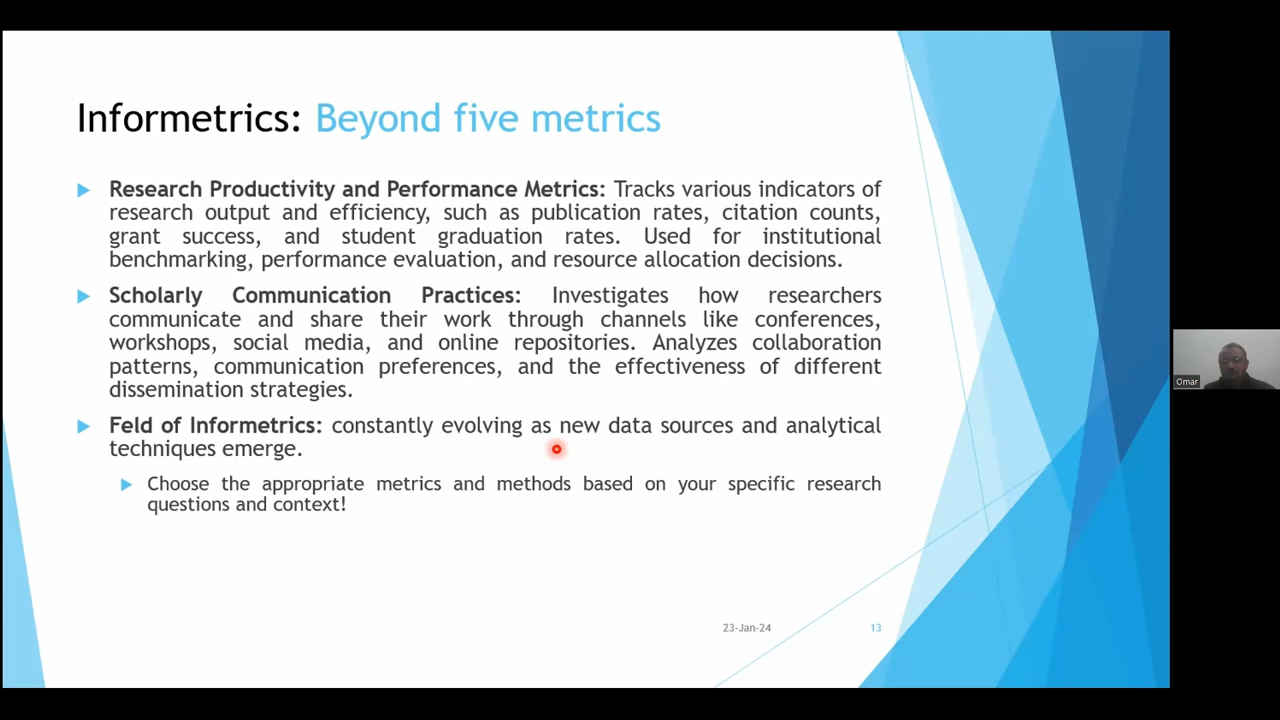 Informetrics: Beyond five metrics
Research Productivity and Performance Metrics: Tracks various indicators of
research output and efficiency, such as publication rates, citation counts,
grant success, and student graduation rates. Used for institutional
benchmarking, performance evaluation, and resource allocation decisions.
Scholarly Communication Practices: Investigates how researchers
communicate and share their work through channels like conferences,
workshops, social media, and online repositories. Analyzes collaboration
patterns, communication preferences, and the effectiveness of different
dissemination strategies.
Feld of Informetrics: constantly evolving as new data sources and analytical
techniques emerge.
Choose the appropriate metrics and methods based on your specific research
questions and context!
23-Jan-24
13
Omar